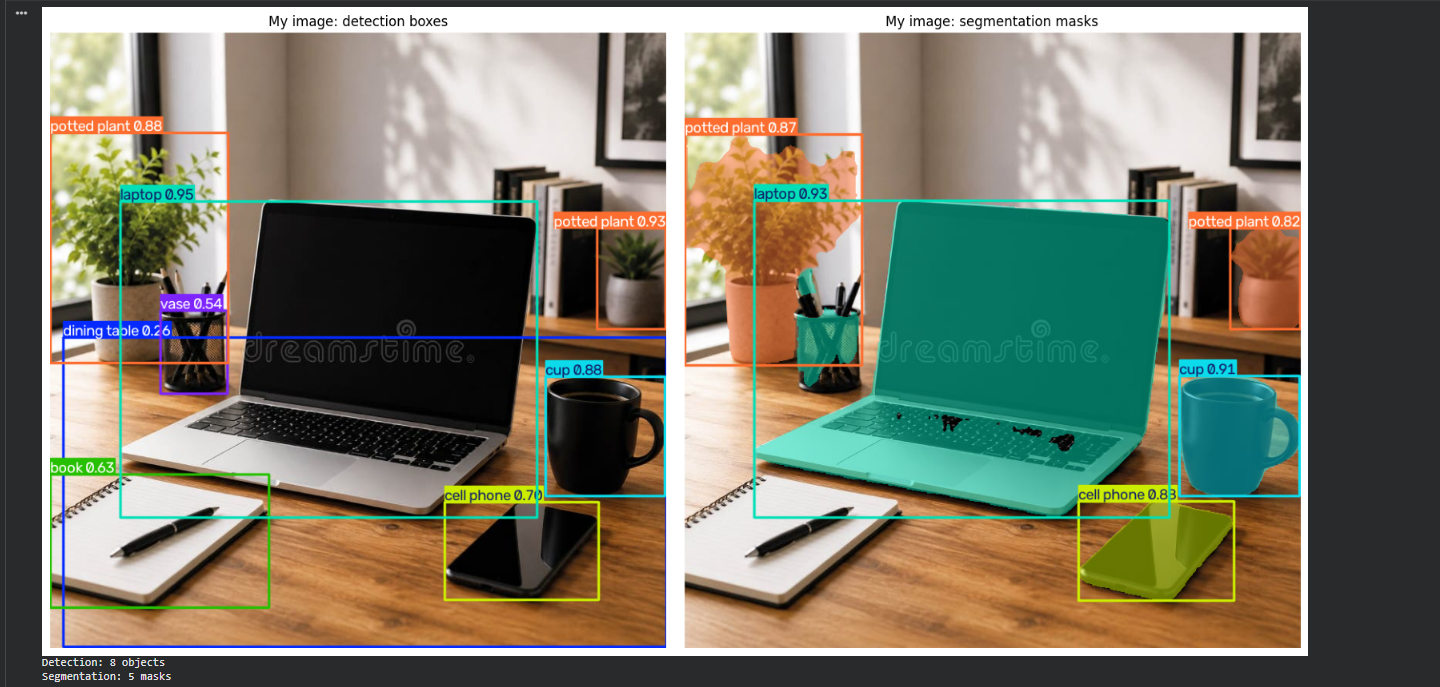 My image: detection boxes
potted plant 0.88
laptop 0.95
potted plant 0.93
vase 0.54
dining table 0.26
dreamstime.
cup 0.88
book 0.63
cell phone 0.70
My image: segmentation masks
potted plant 0.87
laptop 0.93
potted plant 0.82
dreamstime.
cup 0.91
cell phone 0.83
Detection: 8 objects
Segmentation: 5 masks